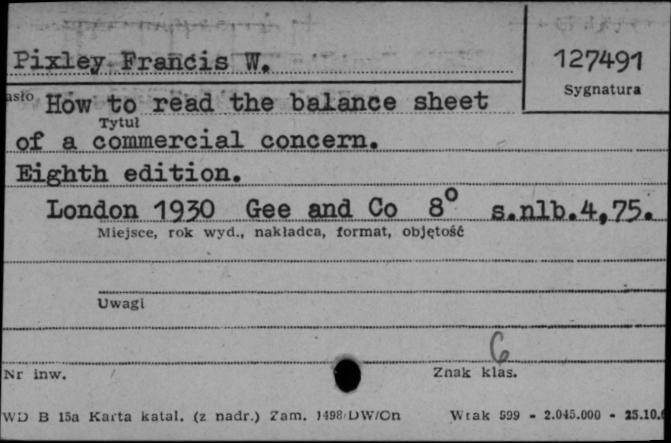 Pixley Francis W.
127491
Sygnatura
asło How to read the balance sheet
Tytuł
of a commercial concern.
Eighth edition.
London 1930 Gee and Co 8° s.nlb.4,75.
Miejsce, rok wyd., nakładca, format, objętość
Uwagi
6
Nr inw.
Znak klas.
WD B 15a Karta katal. (z nadr.) Zam. 1498/DW/On Wtak 599 - 2.045.000 - 25.10.